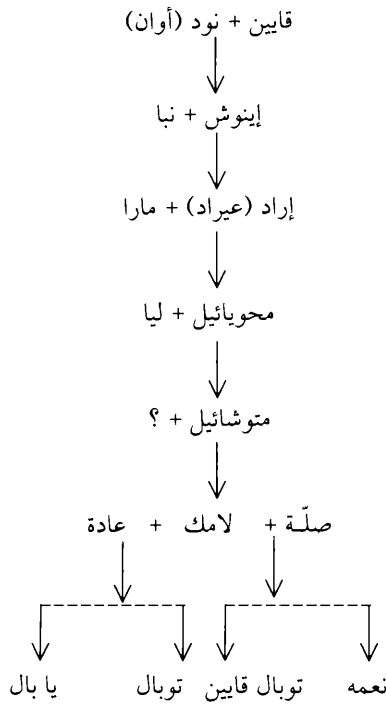 قايين + نود (أوان)
إينوش + نبا
إراد (عيراد) + مارا
محويائيل + ليا
متوشائيل + ؟
صلّـة + لامك + عادة
نعمه توبال قايين توبال يا بال